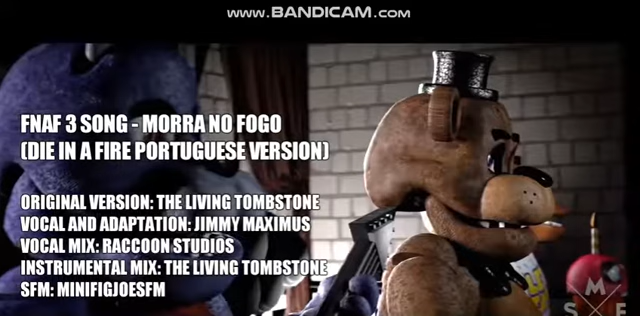 www.BANDICAM.com
FNAF 3 SONG - MORRA NO FOGO
(DIE IN A FIRE PORTUGUESE VERSION)
ORIGINAL VERSION: THE LIVING TOMBSTONE
VOCAL AND ADAPTATION: JIMMY MAXIMUS
VOCAL MIX: RACCOON STUDIOS
INSTRUMENTAL MIX: THE LIVING TOMBSTONE
SFM: MINIFIGJOESFM
M
S F